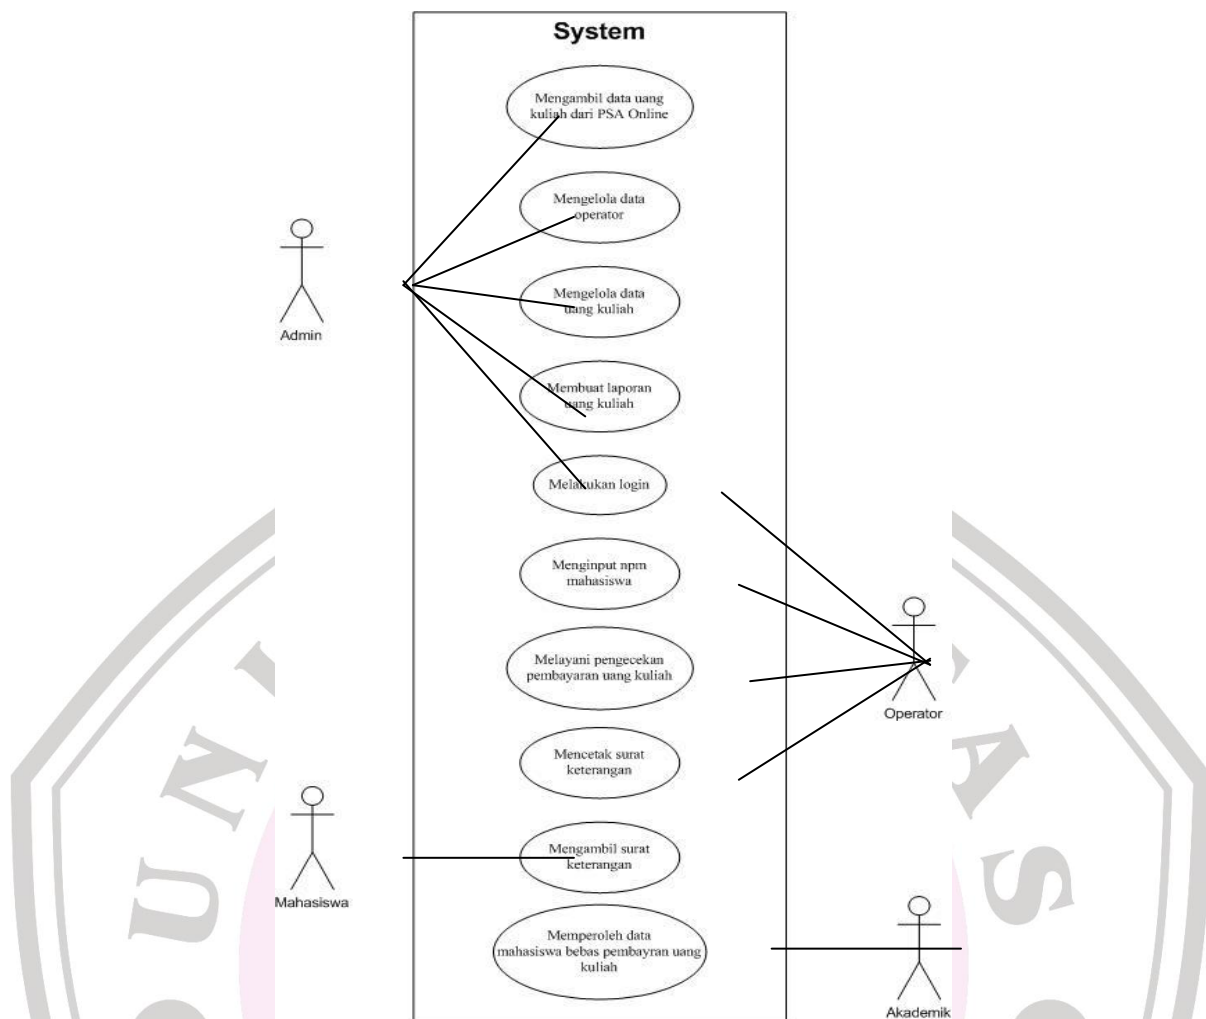 System
Mengambil data uang
kuliah dari PSA Online
Mengelola data
operator
Mengelola data
uang kuliah
Admin
Membuat laporan
uang kuliah
Melakukan login
Menginput npm
mahasiswa
Melayani pengecekan
pembayaran uang kuliah
Operator
Mencetak surat
keterangan
Mengambil surat
keterangan
Mahasiswa
Memperoleh data
mahasiswa bebas pembayran uang
kuliah
Akademik